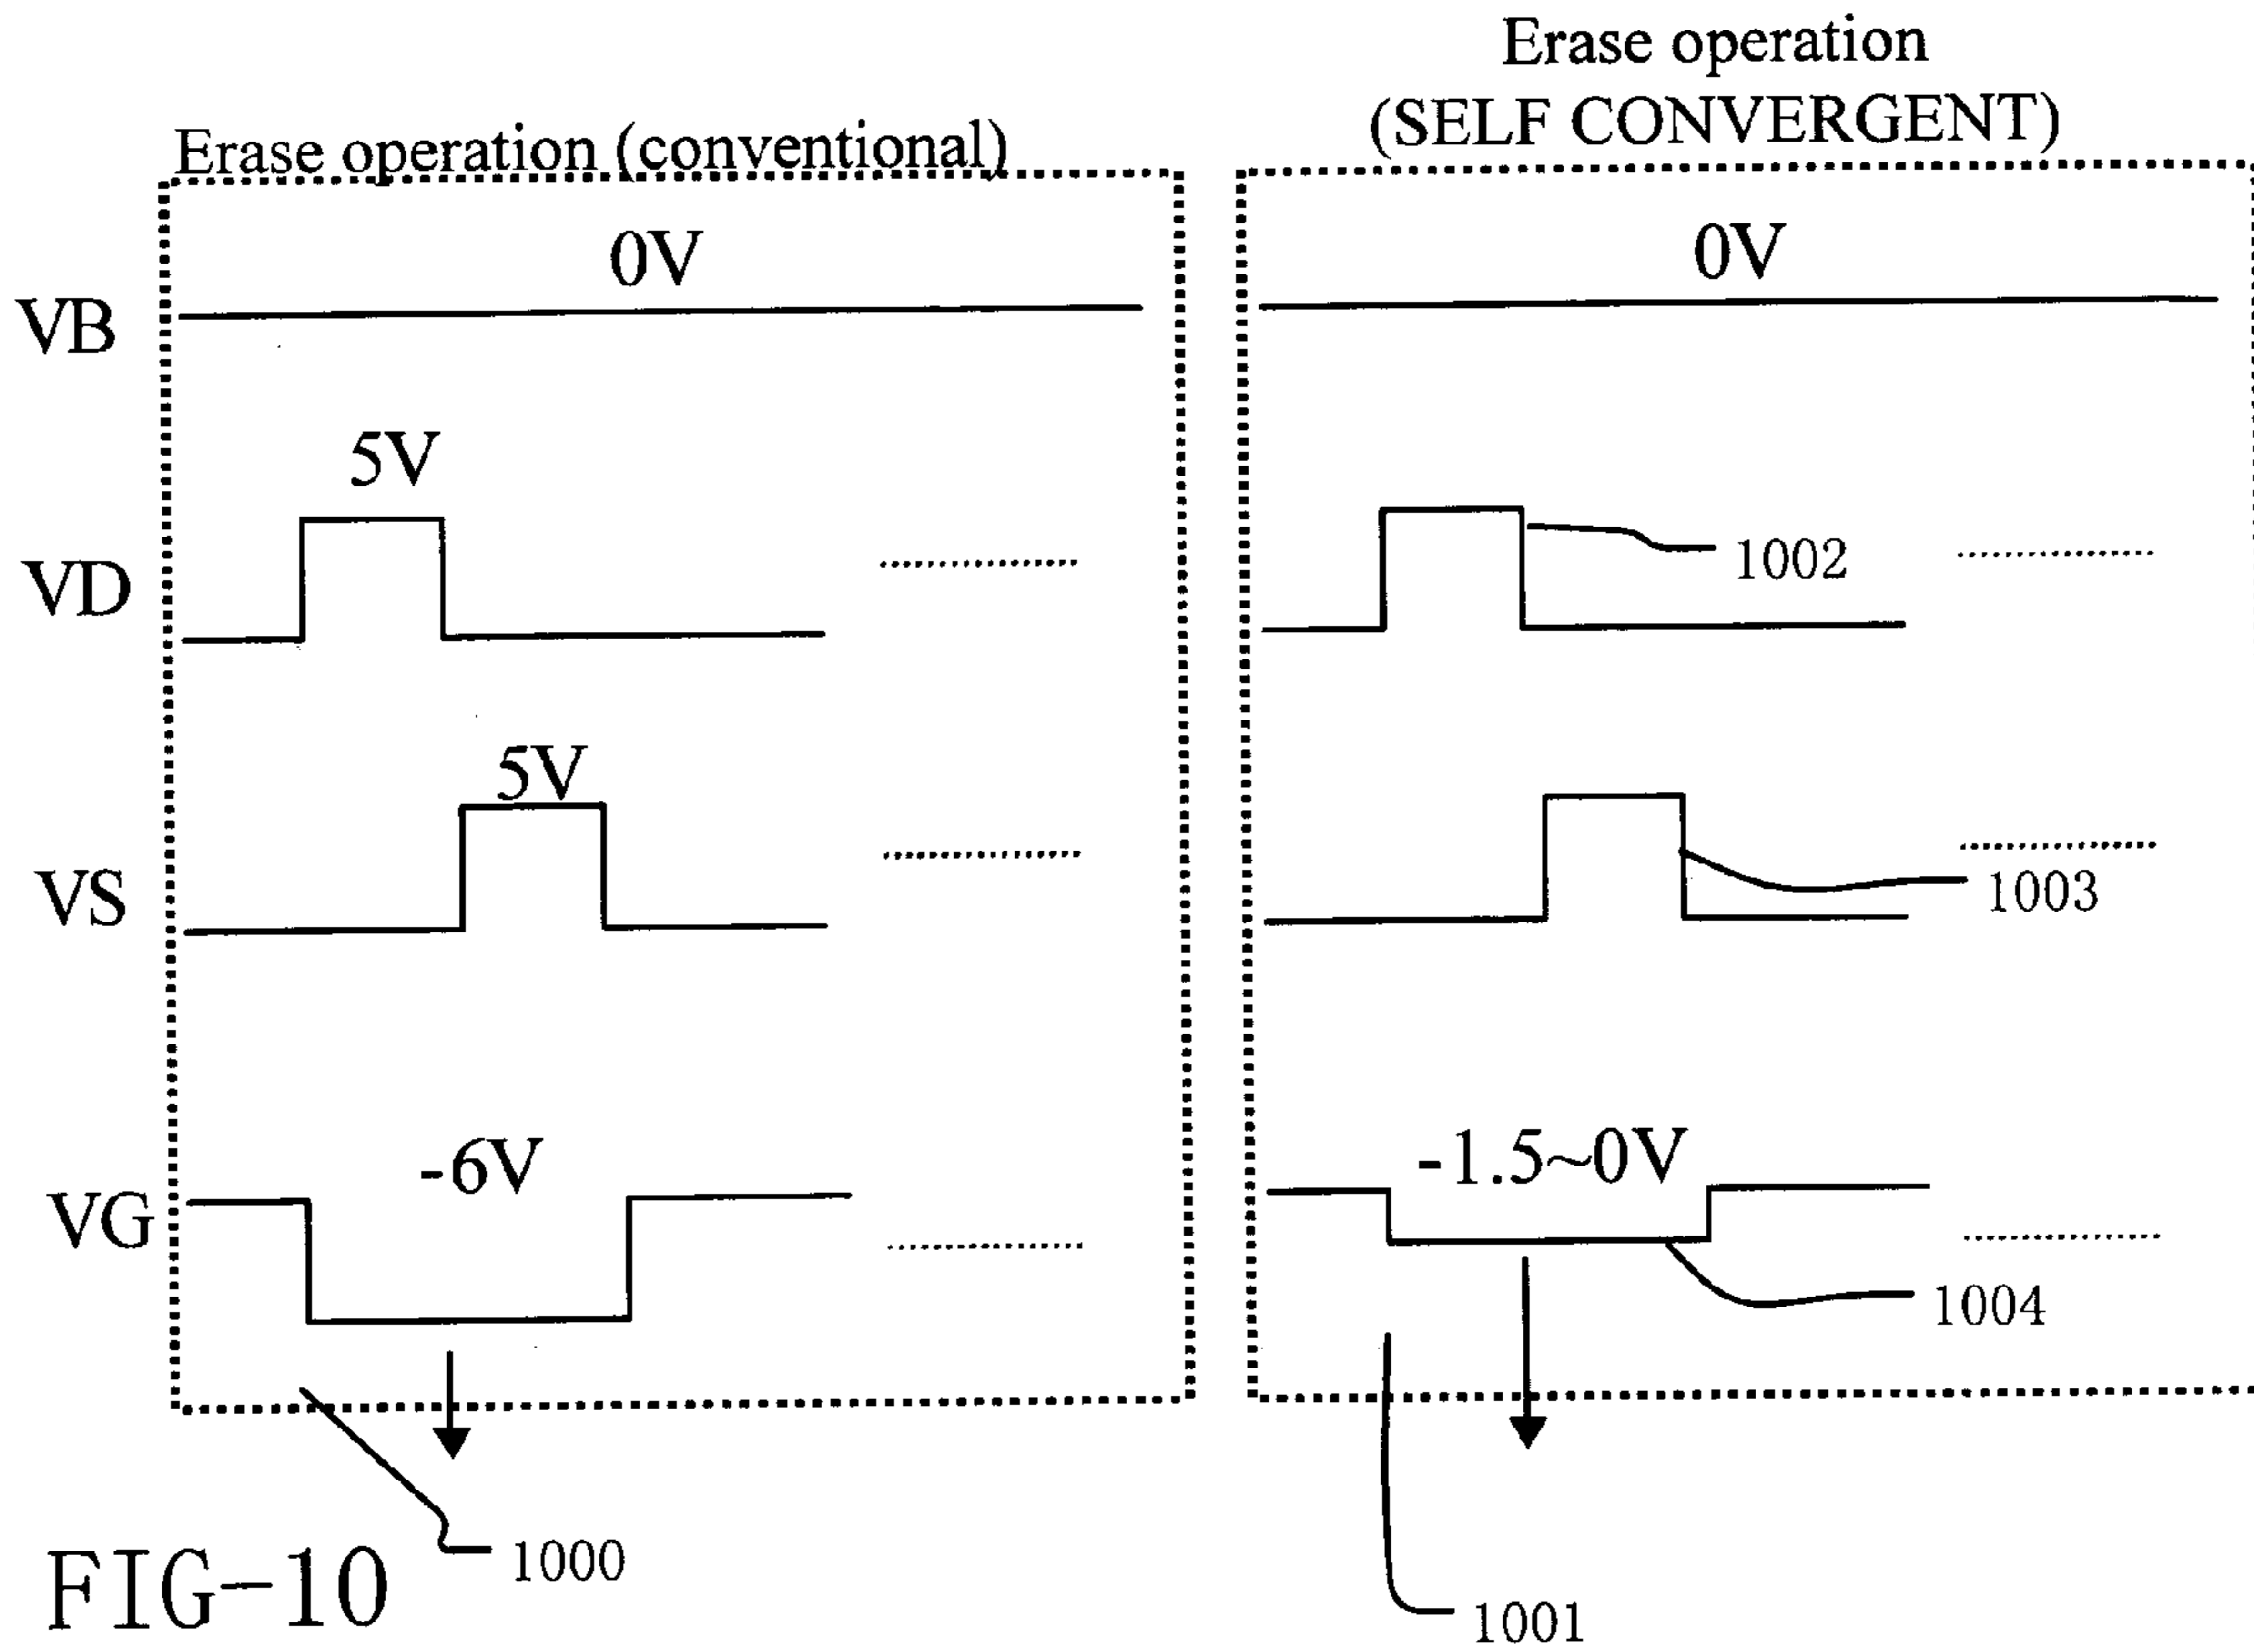 Erase operation (conventional)
Erase operation
(SELF CONVERGENT)
VB
0V
0V
VD
5V
1002
VS
5V
1003
VG
-6V
-1.5~0V
1004
1000
1001
FIG-10